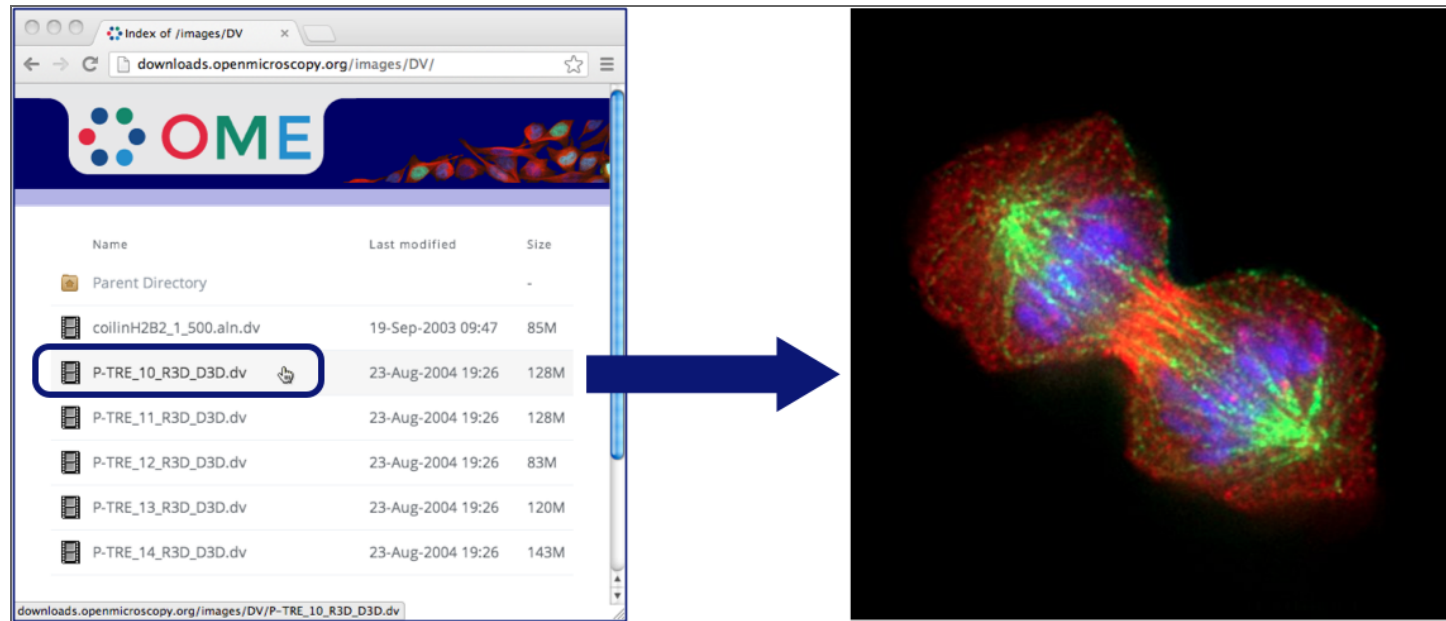 Index of /images/DV
downloads.openmicroscopy.org/images/DV/
OME
Name Last modified Size
Parent Directory -
coilinH2B2_1_500.aln.dv 19-Sep-2003 09:47 85M
P-TRE_10_R3D_D3D.dv 23-Aug-2004 19:26 128M
P-TRE_11_R3D_D3D.dv 23-Aug-2004 19:26 128M
P-TRE_12_R3D_D3D.dv 23-Aug-2004 19:26 83M
P-TRE_13_R3D_D3D.dv 23-Aug-2004 19:26 120M
P-TRE_14_R3D_D3D.dv 23-Aug-2004 19:26 143M
downloads.openmicroscopy.org/images/DV/P-TRE_10_R3D_D3D.dv